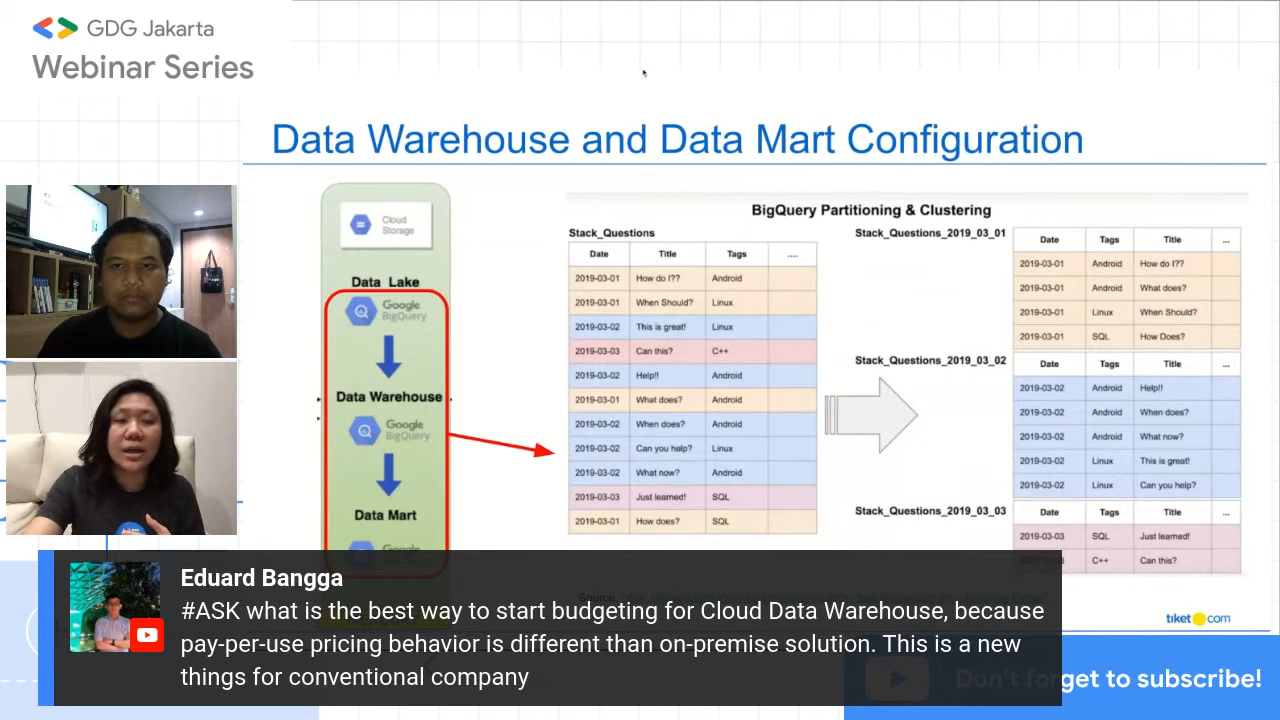 GDG Jakarta
Webinar Series
Data Warehouse and Data Mart Configuration
Cloud
Storage
Data Lake
Google
BigQuery
Data Warehouse
Google
BigQuery
Data Mart
BigQuery Partitioning & Clustering
Stack_Questions
Date Title Tags ....
2019-03-01 How do I?? Android
2019-03-01 When Should? Linux
2019-03-02 This is great! Linux
2019-03-03 Can this? C++
2019-03-02 Help!! Android
2019-03-01 What does? Android
2019-03-02 When does? Android
2019-03-02 Can you help? Linux
2019-03-02 What now? Android
2019-03-03 Just learned! SQL
2019-03-01 How does? SQL
Stack_Questions_2019_03_01
Date Tags Title ...
2019-03-01 Android How do I??
2019-03-01 Android What does?
2019-03-01 Linux When Should?
2019-03-01 SQL How Does?
Stack_Questions_2019_03_02
Date Tags Title ...
2019-03-02 Android Help!!
2019-03-02 Android When does?
2019-03-02 Android What now?
2019-03-02 Linux This is great!
2019-03-02 Linux Can you help?
Stack_Questions_2019_03_03
Date Tags Title ...
2019-03-03 SQL Just learned!
2019-03-03 C++ Can this?
Source:
tiket com
Eduard Bangga
#ASK what is the best way to start budgeting for Cloud Data Warehouse, because
pay-per-use pricing behavior is different than on-premise solution. This is a new
things for conventional company
Don't forget to subscribe!